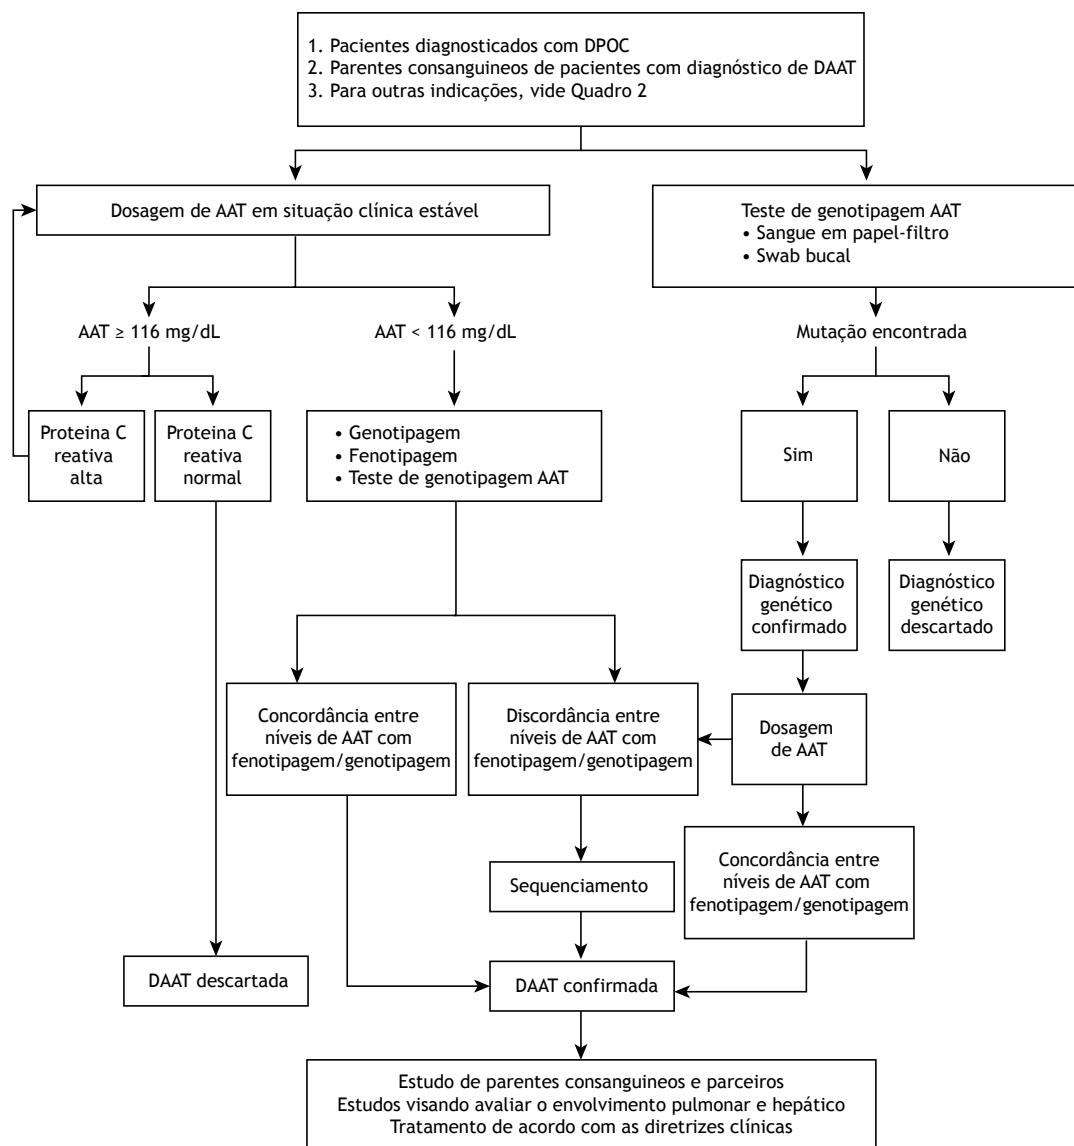 1. Pacientes diagnosticados com DPOC
2. Parentes consanguineos de pacientes com diagnóstico de DAAT
3. Para outras indicações, vide Quadro 2
Dosagem de AAT em situação clínica estável
Teste de genotipagem AAT
• Sangue em papel-filtro
• Swab bucal
AAT ≥ 116 mg/dL
AAT < 116 mg/dL
Mutação encontrada
Proteina C
reativa
alta
Proteina C
reativa
normal
• Genotipagem
• Fenotipagem
• Teste de genotipagem AAT
Sim
Não
Diagnóstico
genético
confirmado
Diagnóstico
genético
descartado
Concordância entre
níveis de AAT com
fenotipagem/genotipagem
Discordância entre
níveis de AAT com
fenotipagem/genotipagem
Dosagem
de AAT
Sequenciamento
Concordância entre
níveis de AAT com
fenotipagem/genotipagem
DAAT descartada
DAAT confirmada
Estudo de parentes consanguineos e parceiros
Estudos visando avaliar o envolvimento pulmonar e hepático
Tratamento de acordo com as diretrizes clínicas